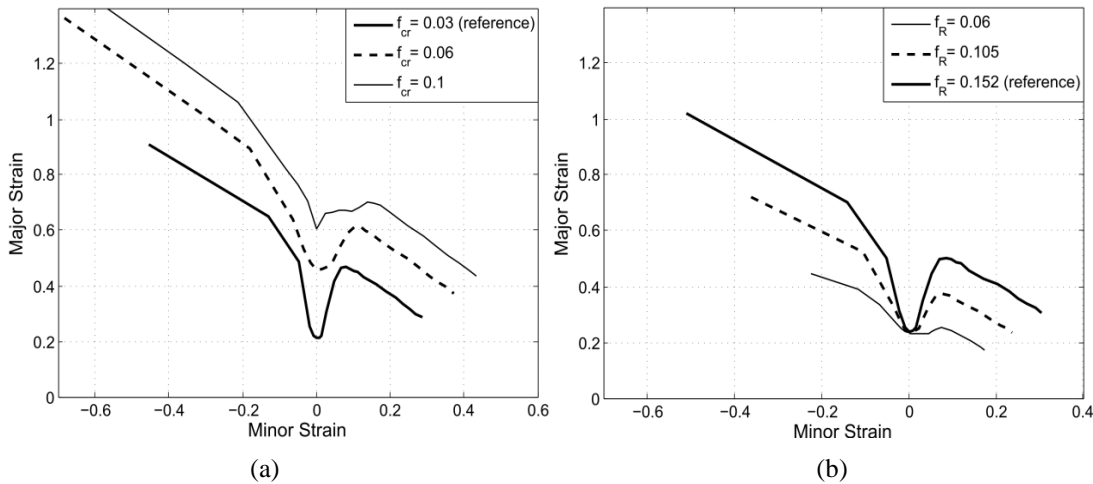 f_cr= 0.03 (reference)
f_cr= 0.06
f_cr= 0.1
1.2
1
0.8
0.6
0.4
0.2
0
−0.6 −0.4 −0.2 0 0.2 0.4 0.6
Major Strain
Minor Strain
(a)
f_R= 0.06
f_R= 0.105
f_R= 0.152 (reference)
1.2
1
0.8
0.6
0.4
0.2
0
−0.6 −0.4 −0.2 0 0.2 0.4
Major Strain
Minor Strain
(b)